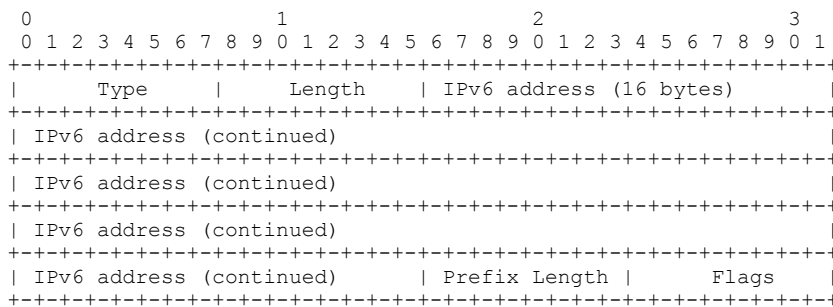 0                   1                   2                   3
0 1 2 3 4 5 6 7 8 9 0 1 2 3 4 5 6 7 8 9 0 1 2 3 4 5 6 7 8 9 0 1
+-+-+-+-+-+-+-+-+-+-+-+-+-+-+-+-+-+-+-+-+-+-+-+-+-+-+-+-+-+-+-+-+
|      Type     |     Length    | IPv6 address (16 bytes)       |
+-+-+-+-+-+-+-+-+-+-+-+-+-+-+-+-+-+-+-+-+-+-+-+-+-+-+-+-+-+-+-+-+
| IPv6 address (continued)                                      |
+-+-+-+-+-+-+-+-+-+-+-+-+-+-+-+-+-+-+-+-+-+-+-+-+-+-+-+-+-+-+-+-+
| IPv6 address (continued)                                      |
+-+-+-+-+-+-+-+-+-+-+-+-+-+-+-+-+-+-+-+-+-+-+-+-+-+-+-+-+-+-+-+-+
| IPv6 address (continued)                                      |
+-+-+-+-+-+-+-+-+-+-+-+-+-+-+-+-+-+-+-+-+-+-+-+-+-+-+-+-+-+-+-+-+
| IPv6 address (continued)      | Prefix Length |     Flags     |
+-+-+-+-+-+-+-+-+-+-+-+-+-+-+-+-+-+-+-+-+-+-+-+-+-+-+-+-+-+-+-+-+